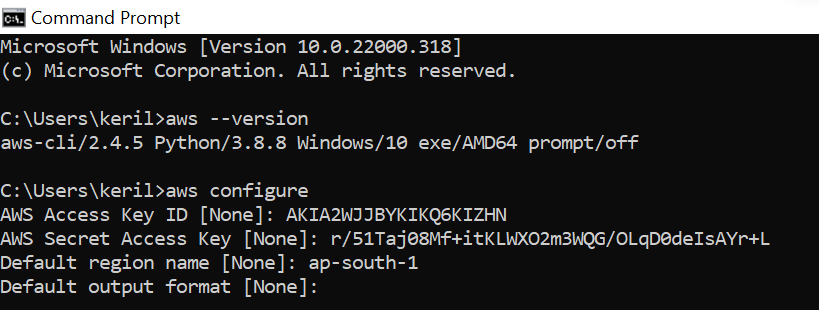 Command Prompt
Microsoft Windows [Version 10.0.22000.318]
(c) Microsoft Corporation. All rights reserved.
C:\Users\keril>aws --version
aws-cli/2.4.5 Python/3.8.8 Windows/10 exe/AMD64 prompt/off
C:\Users\keril>aws configure
AWS Access Key ID [None]: AKIA2WJJBYKIKQ6KIZHN
AWS Secret Access Key [None]: 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
Default region name [None]: ap-south-1
Default output format [None]: